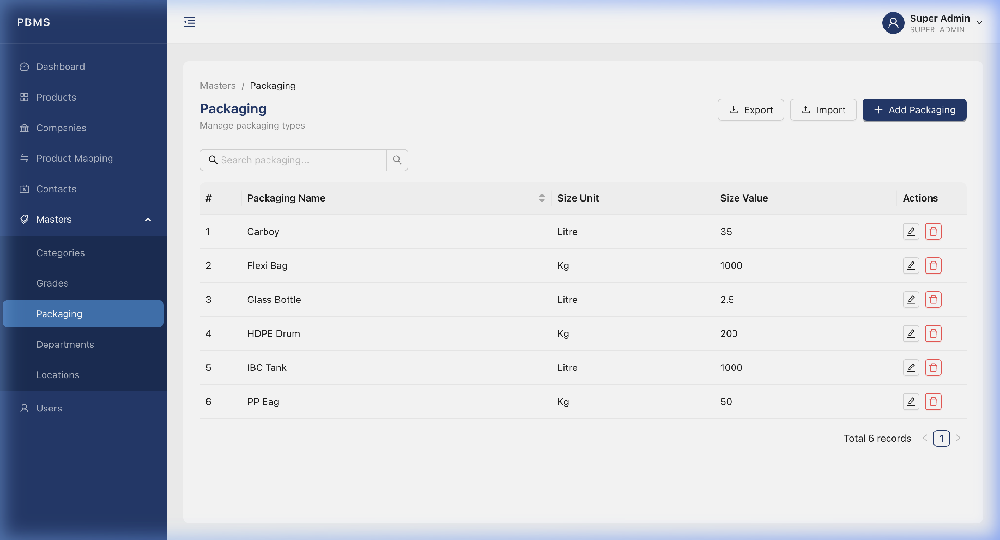 PBMS
Super Admin
SUPER_ADMIN
Dashboard
Products
Companies
Product Mapping
Contacts
Masters
Categories
Grades
Packaging
Departments
Locations
Users
Masters / Packaging
Packaging
Manage packaging types
Export
Import
Add Packaging
Search packaging...
# Packaging Name Size Unit Size Value Actions
1 Carboy Litre 35
2 Flexi Bag Kg 1000
3 Glass Bottle Litre 2.5
4 HDPE Drum Kg 200
5 IBC Tank Litre 1000
6 PP Bag Kg 50
Total 6 records 1